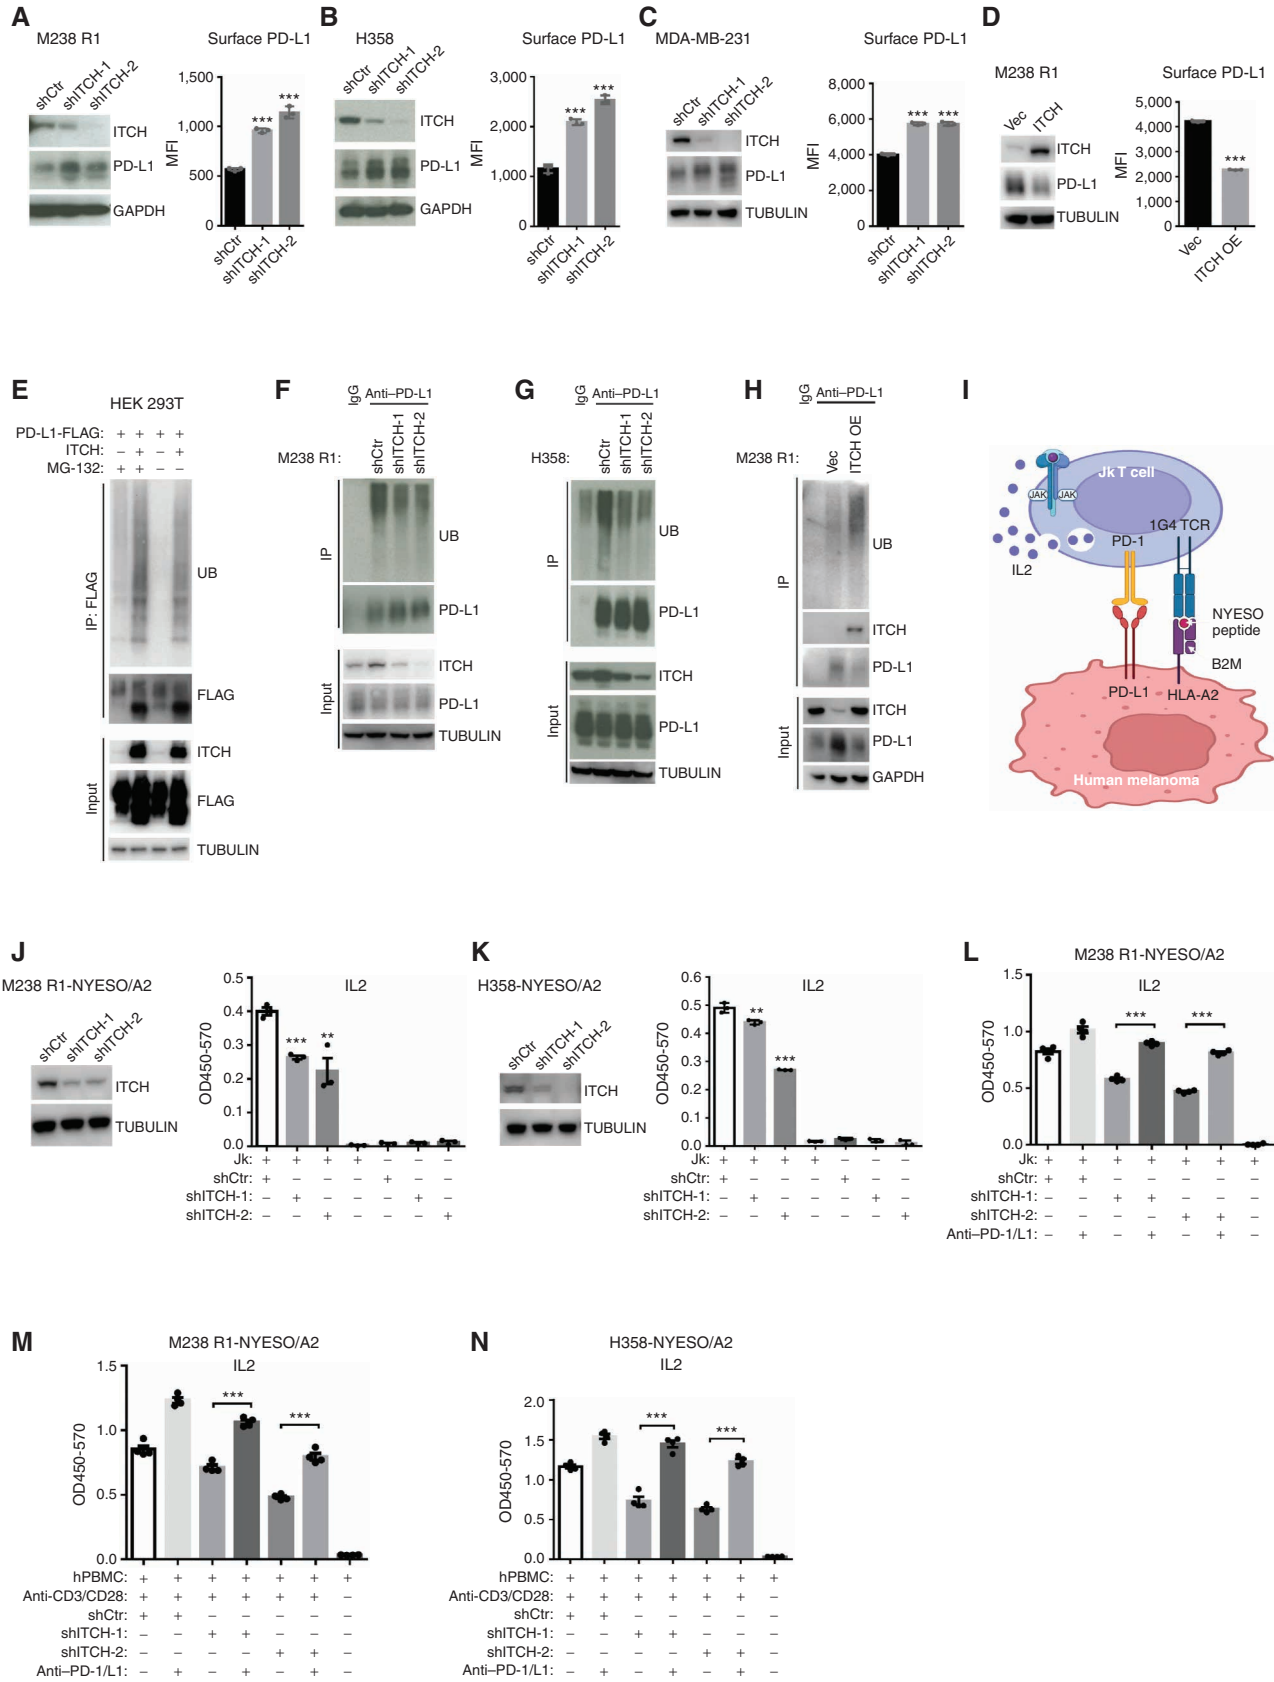 A
M238 R1
shCtr
shITCH-1
shITCH-2
ITCH
PD-L1
GAPDH
Surface PD-L1
MFI
1,500
1,000
500
0
***
***
shCtr
shITCH-1
shITCH-2
B
H358
shCtr
shITCH-1
shITCH-2
ITCH
PD-L1
GAPDH
Surface PD-L1
MFI
3,000
2,000
1,000
0
***
***
shCtr
shITCH-1
shITCH-2
C
MDA-MB-231
shCtr
shITCH-1
shITCH-2
ITCH
PD-L1
TUBULIN
Surface PD-L1
MFI
8,000
6,000
4,000
2,000
0
*** ***
shCtr
shITCH-1
shITCH-2
D
M238 R1
Vec
ITCH
ITCH
PD-L1
TUBULIN
Surface PD-L1
MFI
5,000
4,000
3,000
2,000
1,000
0
***
Vec
ITCH OE
E
HEK 293T
PD-L1-FLAG: + + + +
ITCH: – + – +
MG-132: + + – –
IP: FLAG
UB
FLAG
Input
ITCH
FLAG
TUBULIN
F
IgG
Anti–PD-L1
M238 R1:
shCtr
shITCH-1
shITCH-2
IP
UB
PD-L1
Input
ITCH
PD-L1
TUBULIN
G
IgG
Anti–PD-L1
H358:
shCtr
shITCH-1
shITCH-2
IP
UB
PD-L1
Input
ITCH
PD-L1
TUBULIN
H
IgG
Anti–PD-L1
M238 R1:
Vec
ITCH OE
IP
UB
ITCH
PD-L1
Input
ITCH
PD-L1
GAPDH
I
Jk T cell
JAK JAK
1G4 TCR
PD-1
IL2
NYESO
peptide
B2M
PD-L1
HLA-A2
Human melanoma
J
M238 R1-NYESO/A2
shCtr
shITCH-1
shITCH-2
ITCH
TUBULIN
IL2
OD450-570
0.5
0.4
0.3
0.2
0.1
0.0
***
**
Jk: + + + + – – –
shCtr: + – – – + – –
shITCH-1: – + – – – + –
shITCH-2: – – + – – – +
K
H358-NYESO/A2
shCtr
shITCH-1
shITCH-2
ITCH
TUBULIN
IL2
OD450-570
0.6
0.5
0.4
0.3
0.2
0.1
0.0
**
***
Jk: + + + + – – –
shCtr: + – – – + – –
shITCH-1: – + – – – + –
shITCH-2: – – + – – – +
L
M238 R1-NYESO/A2
IL2
OD450-570
1.5
1.0
0.5
0.0
***
***
Jk: + + + + + + +
shCtr: + + – – – – –
shITCH-1: – – + + – – –
shITCH-2: – – – – + + –
Anti–PD-1/L1: – + – + – + –
M
M238 R1-NYESO/A2
IL2
OD450-570
1.5
1.0
0.5
0.0
***
***
hPBMC: + + + + + + +
Anti-CD3/CD28: + + + + + + –
shCtr: + + – – – – –
shITCH-1: – – + + – – –
shITCH-2: – – – – + + –
Anti–PD-1/L1: – + – + – + –
N
H358-NYESO/A2
IL2
OD450-570
2.0
1.5
1.0
0.5
0.0
***
***
hPBMC: + + + + + + +
Anti-CD3/CD28: + + + + + + –
shCtr: + + – – – – –
shITCH-1: – – + + – – –
shITCH-2: – – – – + + –
Anti–PD-1/L1: – + – + – + –